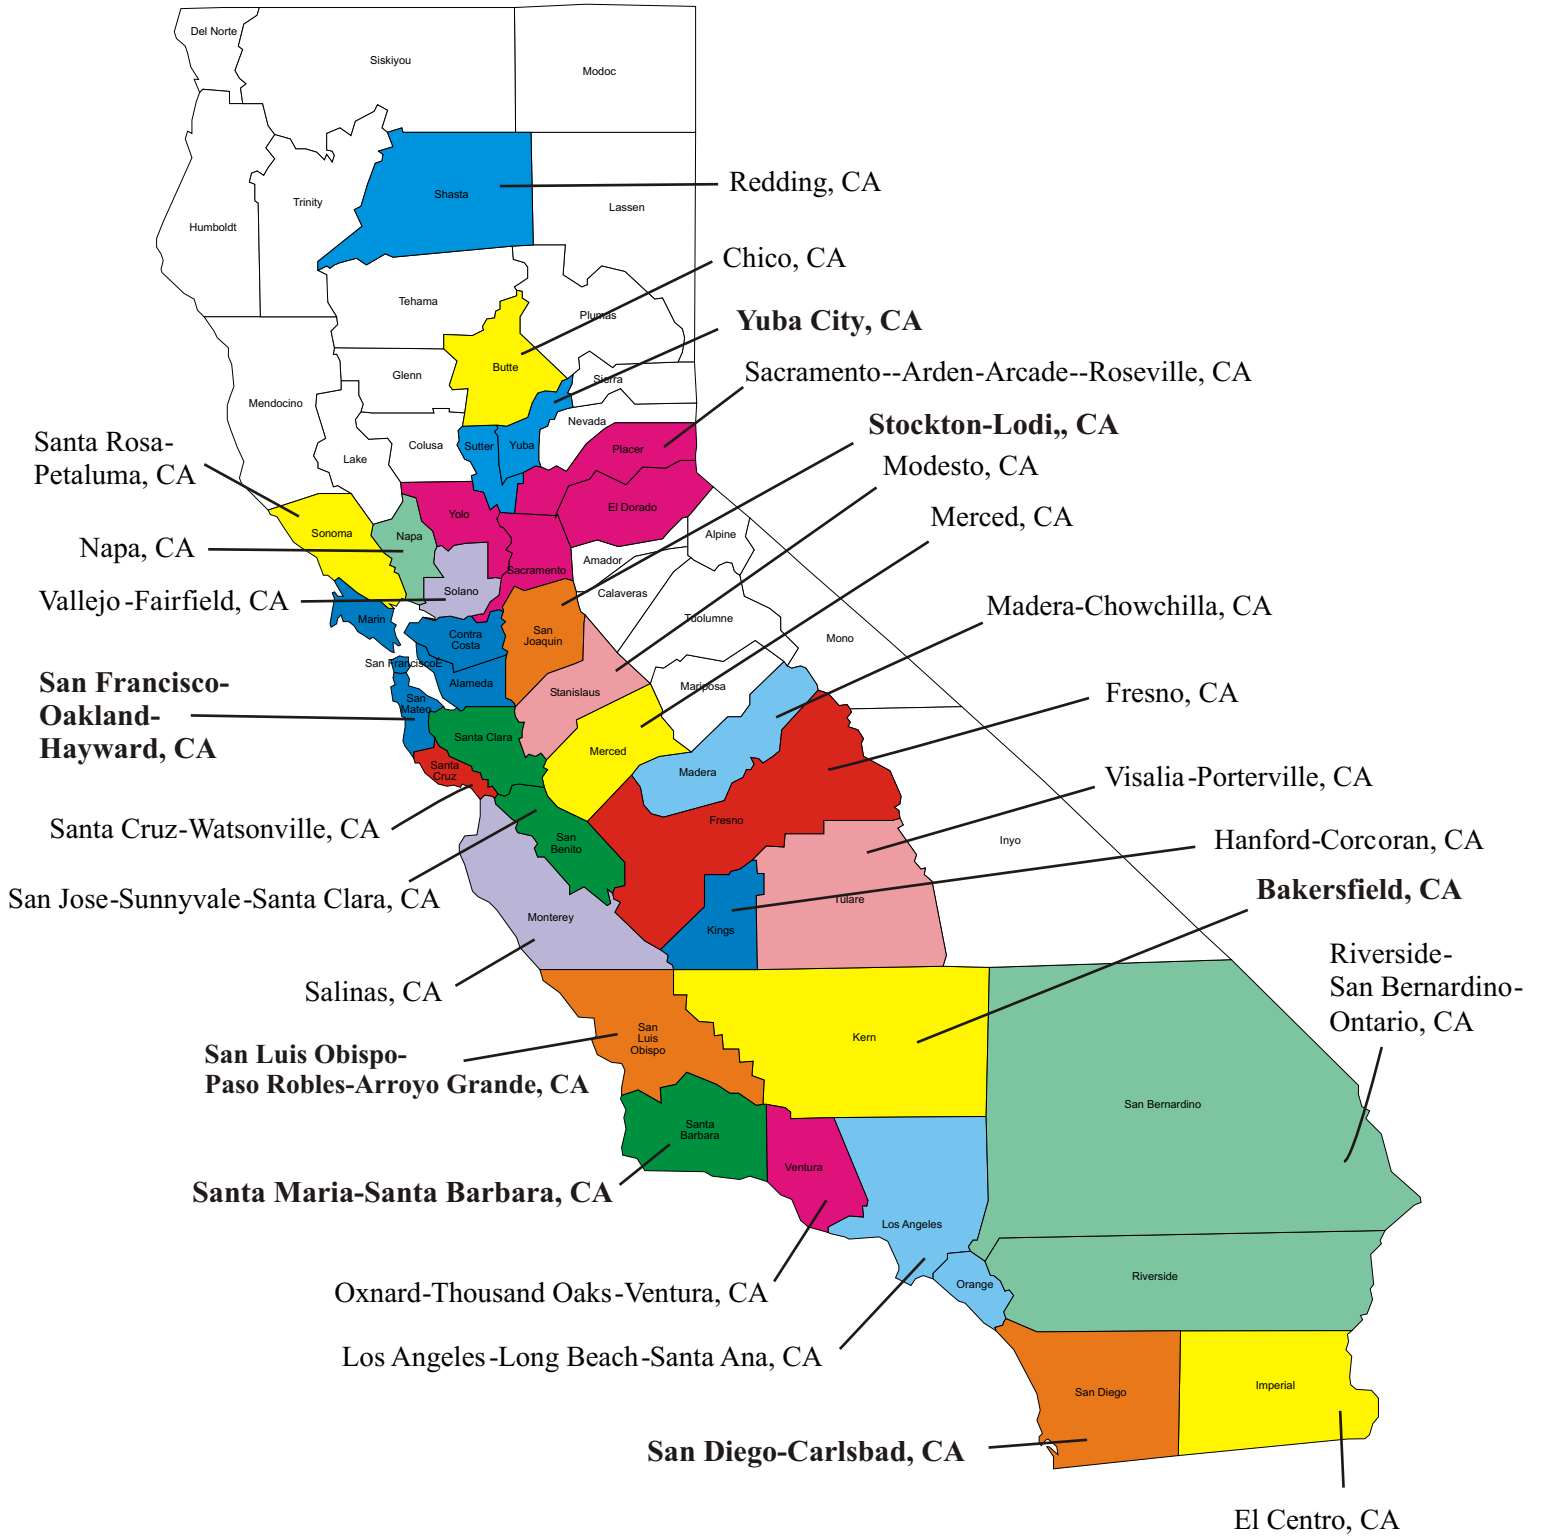 Del Norte
Siskiyou
Modoc
Shasta
Redding, CA
Trinity
Lassen
Humboldt
Chico, CA
Tehama
Plumas
Yuba City, CA
Butte
Glenn
Sierra
Sacramento--Arden-Arcade--Roseville, CA
Mendocino
Nevada
Stockton-Lodi,, CA
Santa Rosa-
Petaluma, CA
Colusa
Sutter
Yuba
Placer
Lake
Modesto, CA
El Dorado
Yolo
Merced, CA
Sonoma
Napa
Alpine
Napa, CA
Amador
Sacramento
Solano
Calaveras
Vallejo-Fairfield, CA
Madera-Chowchilla, CA
Marin
Tuolumne
Contra
Costa
San
Joaquin
Mono
San FranciscoE
Alameda
Stanislaus
Mariposa
San Francisco-
Oakland-
Hayward, CA
Fresno, CA
San
Mateo
Santa Clara
Merced
Santa
Cruz
Madera
Visalia-Porterville, CA
Santa Cruz-Watsonville, CA
Fresno
San
Benito
Inyo
Hanford-Corcoran, CA
San Jose-Sunnyvale-Santa Clara, CA
Bakersfield, CA
Tulare
Monterey
Kings
Riverside-
San Bernardino-
Ontario, CA
Salinas, CA
San
Luis
Obispo
Kern
San Luis Obispo-
Paso Robles-Arroyo Grande, CA
San Bernardino
Santa
Barbara
Ventura
Santa Maria-Santa Barbara, CA
Los Angeles
Oxnard-Thousand Oaks-Ventura, CA
Orange
Riverside
Los Angeles-Long Beach-Santa Ana, CA
San Diego
Imperial
San Diego-Carlsbad, CA
El Centro, CA